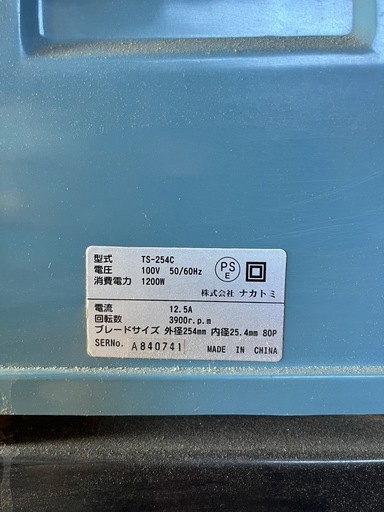 型式 TS-254C
電圧 100V 50/60Hz
消費電力 1200W
PS
E
株式会社 ナカトミ
電流 12.5A
回転数 3900r.p.m
ブレードサイズ 外径254mm 内径25.4mm 80P
SERNo. A840741 MADE IN CHINA